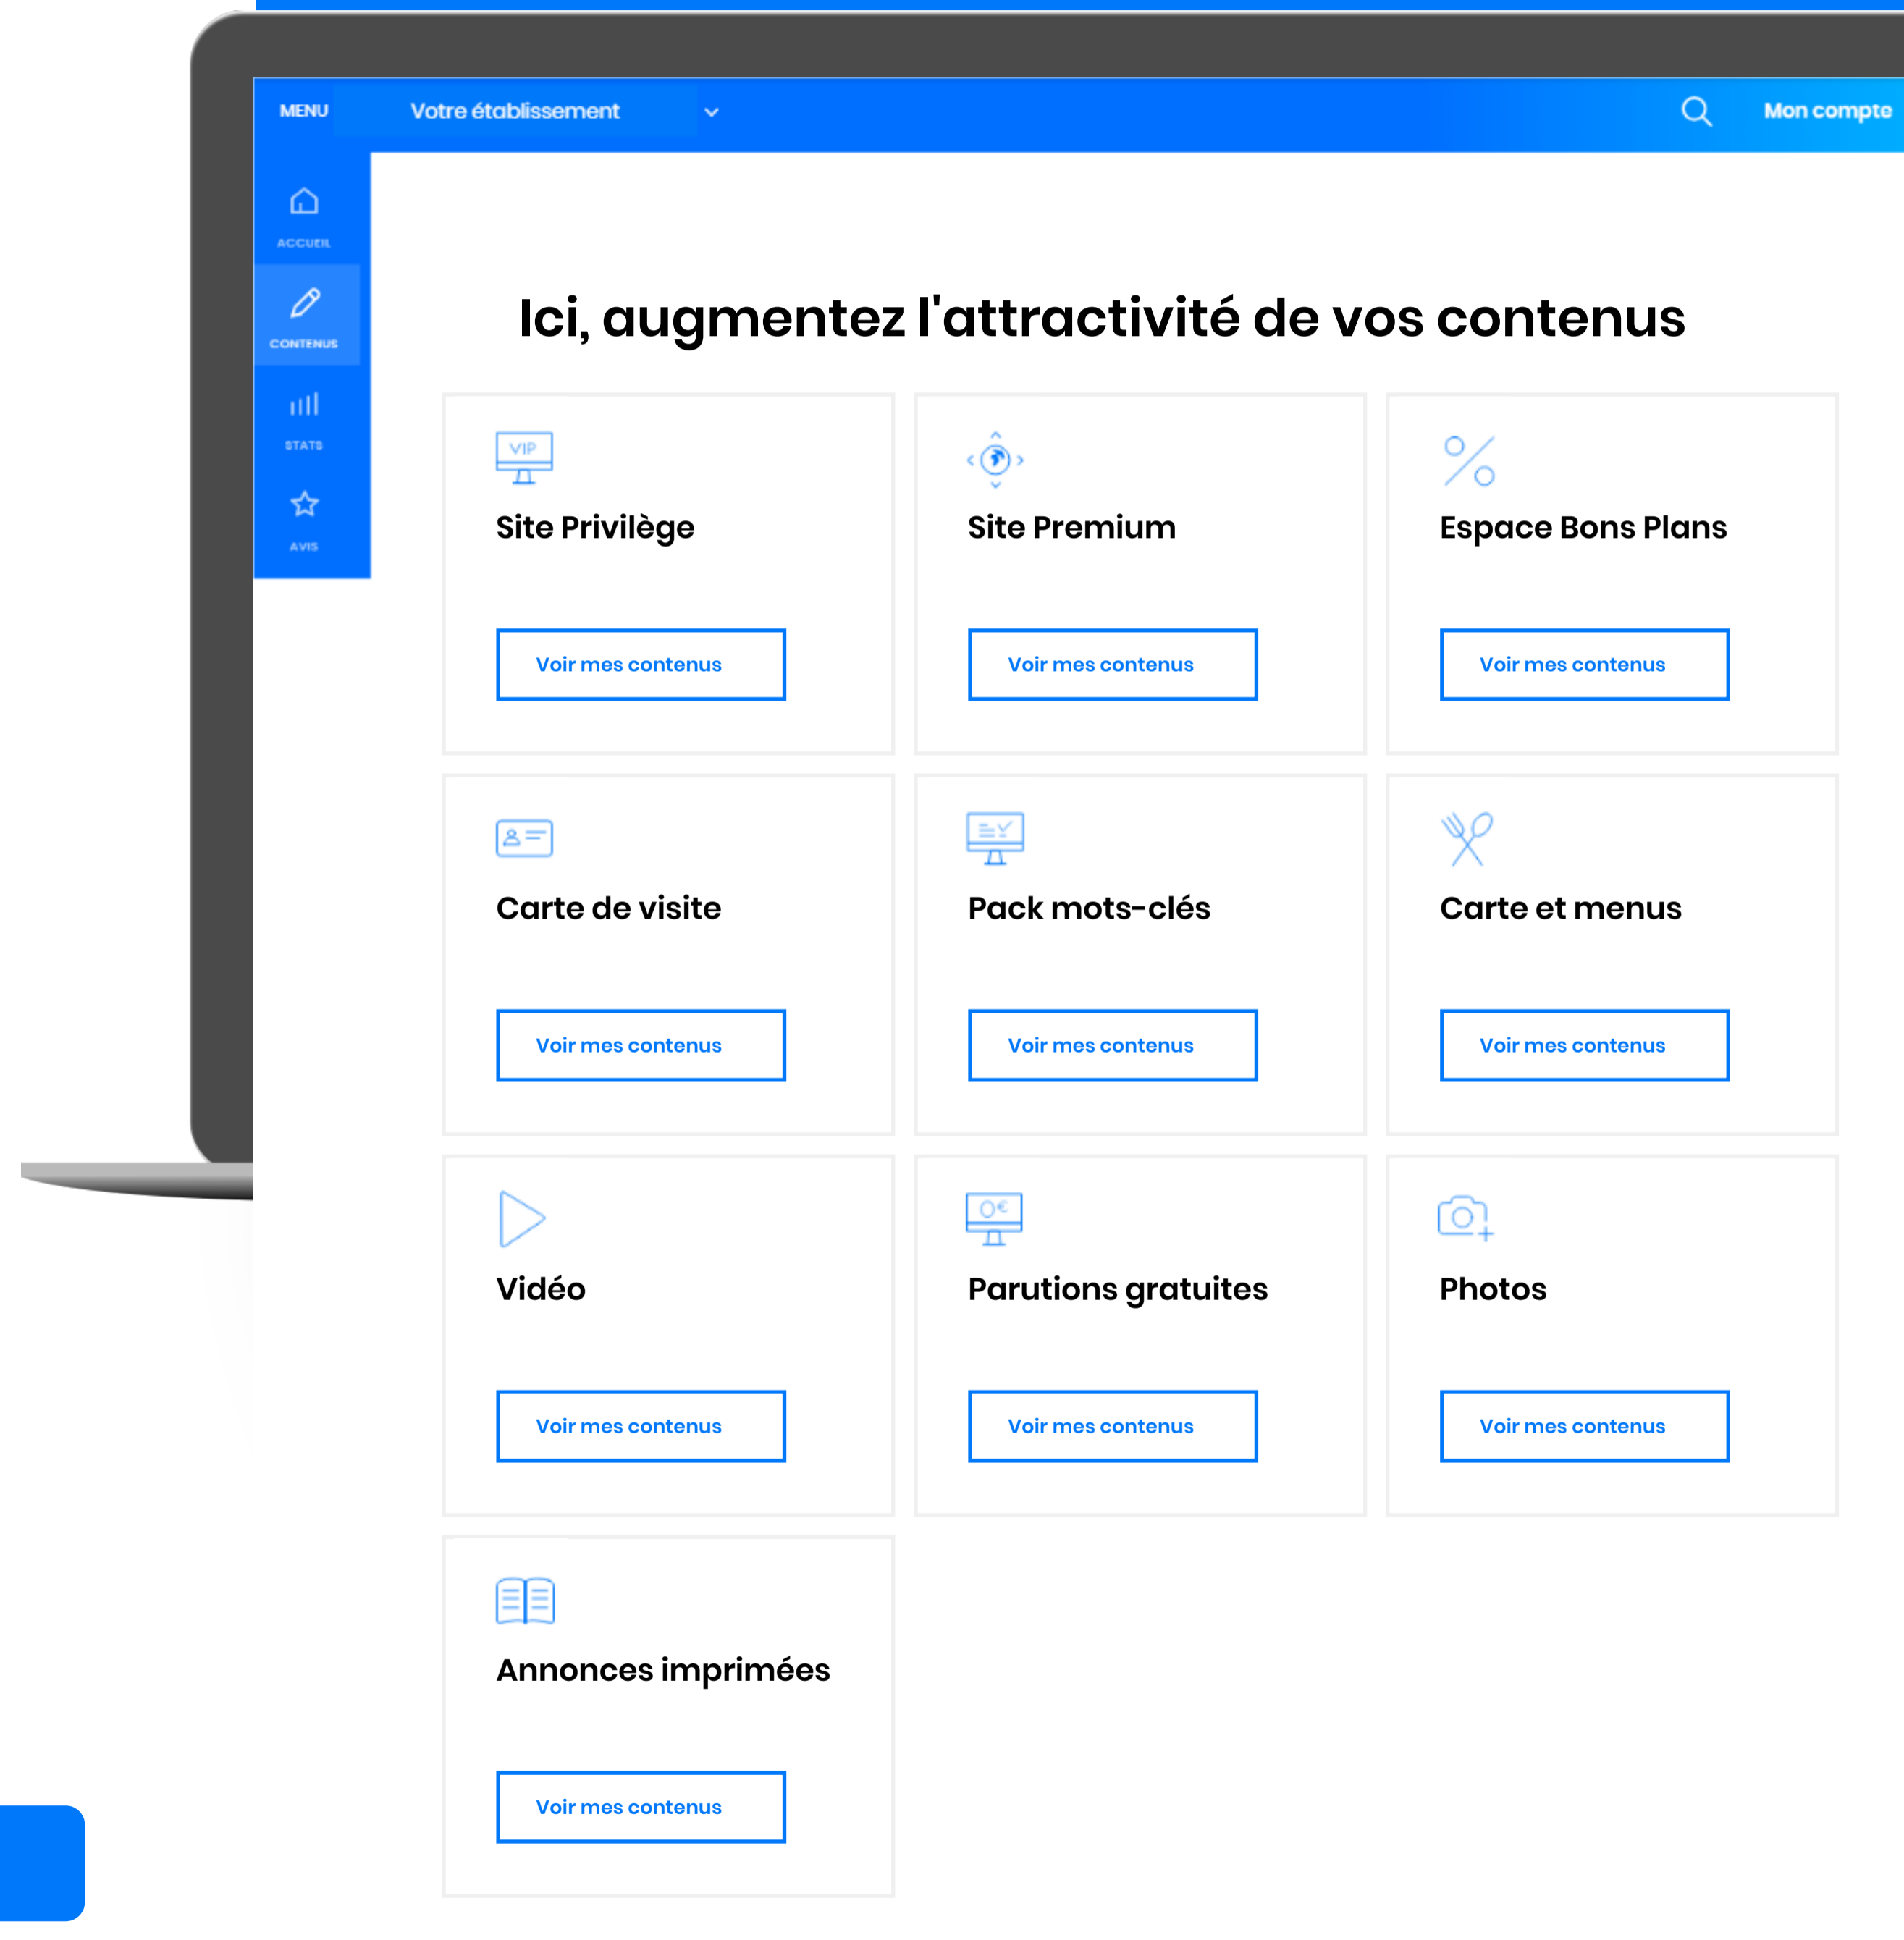 MENU
Votre établissement
Mon compte
ACCUEIL
CONTENUS
STATS
AVIS
Ici, augmentez l'attractivité de vos contenus
VIP
Site Privilège
Voir mes contenus
Site Premium
Voir mes contenus
Espace Bons Plans
Voir mes contenus
Carte de visite
Voir mes contenus
Pack mots-clés
Voir mes contenus
Carte et menus
Voir mes contenus
Vidéo
Voir mes contenus
0€
Parutions gratuites
Voir mes contenus
Photos
Voir mes contenus
Annonces imprimées
Voir mes contenus